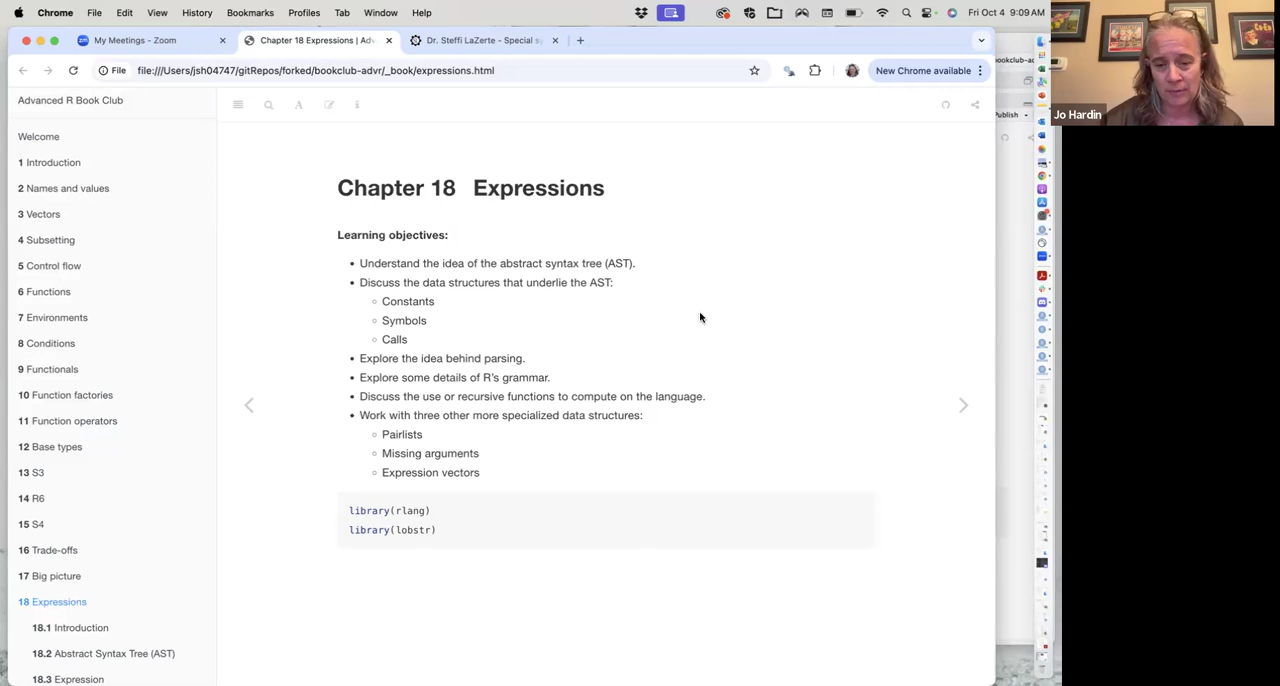 Chrome File Edit View History Bookmarks Profiles Tab Window Help Fri Oct 4 9:09 AM
My Meetings - Zoom Chapter 18 Expressions | Adv Dr. Steffi LaZerte - Special s
File file:///Users/jsh04747/gitRepos/forked/bookclub-advr/_book/expressions.html New Chrome available
Publish
Jo Hardin
Advanced R Book Club
Welcome
1 Introduction
2 Names and values
3 Vectors
4 Subsetting
5 Control flow
6 Functions
7 Environments
8 Conditions
9 Functionals
10 Function factories
11 Function operators
12 Base types
13 S3
14 R6
15 S4
16 Trade-offs
17 Big picture
18 Expressions
18.1 Introduction
18.2 Abstract Syntax Tree (AST)
18.3 Expression
Chapter 18 Expressions
Learning objectives:
• Understand the idea of the abstract syntax tree (AST).
• Discuss the data structures that underlie the AST:
◦ Constants
◦ Symbols
◦ Calls
• Explore the idea behind parsing.
• Explore some details of R's grammar.
• Discuss the use or recursive functions to compute on the language.
• Work with three other more specialized data structures:
◦ Pairlists
◦ Missing arguments
◦ Expression vectors
library(rlang)
library(lobstr)